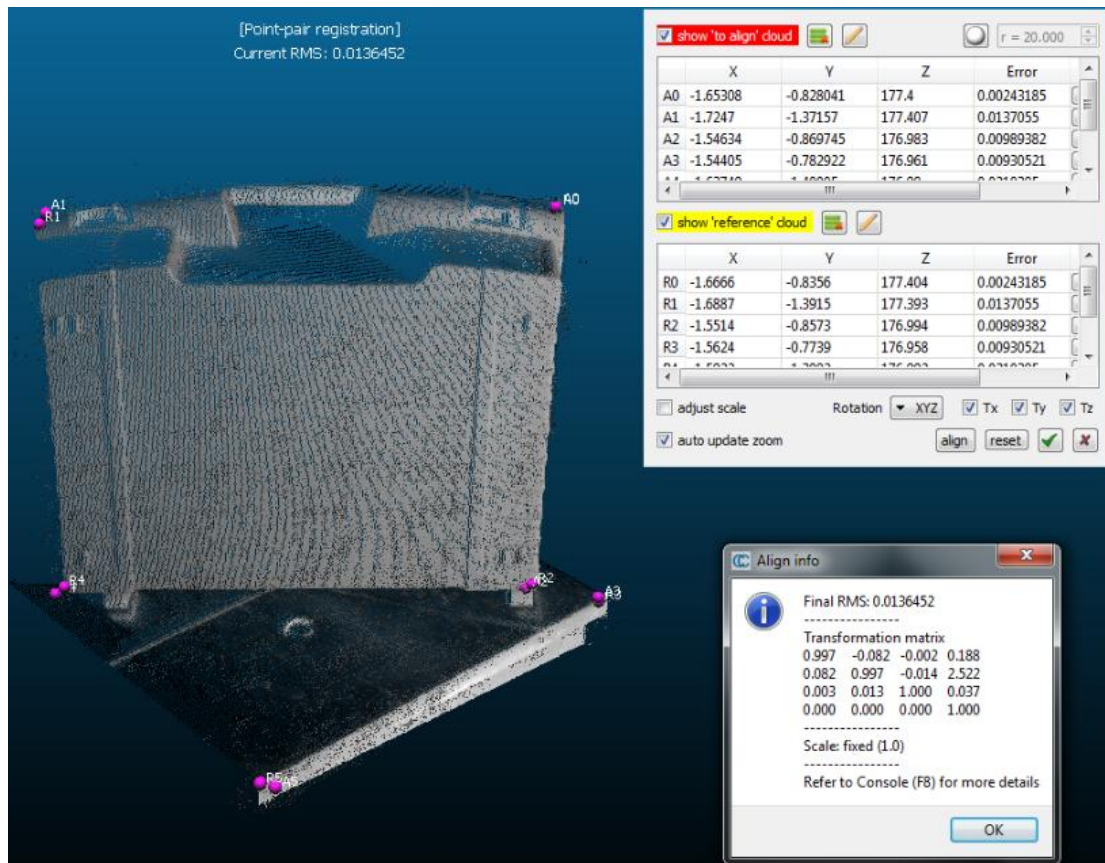 [Point-pair registration]
Current RMS: 0.0136452
show 'to align' cloud
r = 20.000
X Y Z Error
A0 -1.65308 -0.828041 177.4 0.00243185
A1 -1.7247 -1.37157 177.407 0.0137055
A2 -1.54634 -0.869745 176.983 0.00989382
A3 -1.54405 -0.782922 176.961 0.00930521
show 'reference' cloud
X Y Z Error
R0 -1.6666 -0.8356 177.404 0.00243185
R1 -1.6887 -1.3915 177.393 0.0137055
R2 -1.5514 -0.8573 176.994 0.00989382
R3 -1.5624 -0.7739 176.958 0.00930521
adjust scale Rotation XYZ Tx Ty Tz
auto update zoom align reset
A1
R1
A0
R4
R2
A3
R5
Align info
Final RMS: 0.0136452
----------------
Transformation matrix
0.997 -0.082 -0.002 0.188
0.082 0.997 -0.014 2.522
0.003 0.013 1.000 0.037
0.000 0.000 0.000 1.000
----------------
Scale: fixed (1.0)
----------------
Refer to Console (F8) for more details
OK